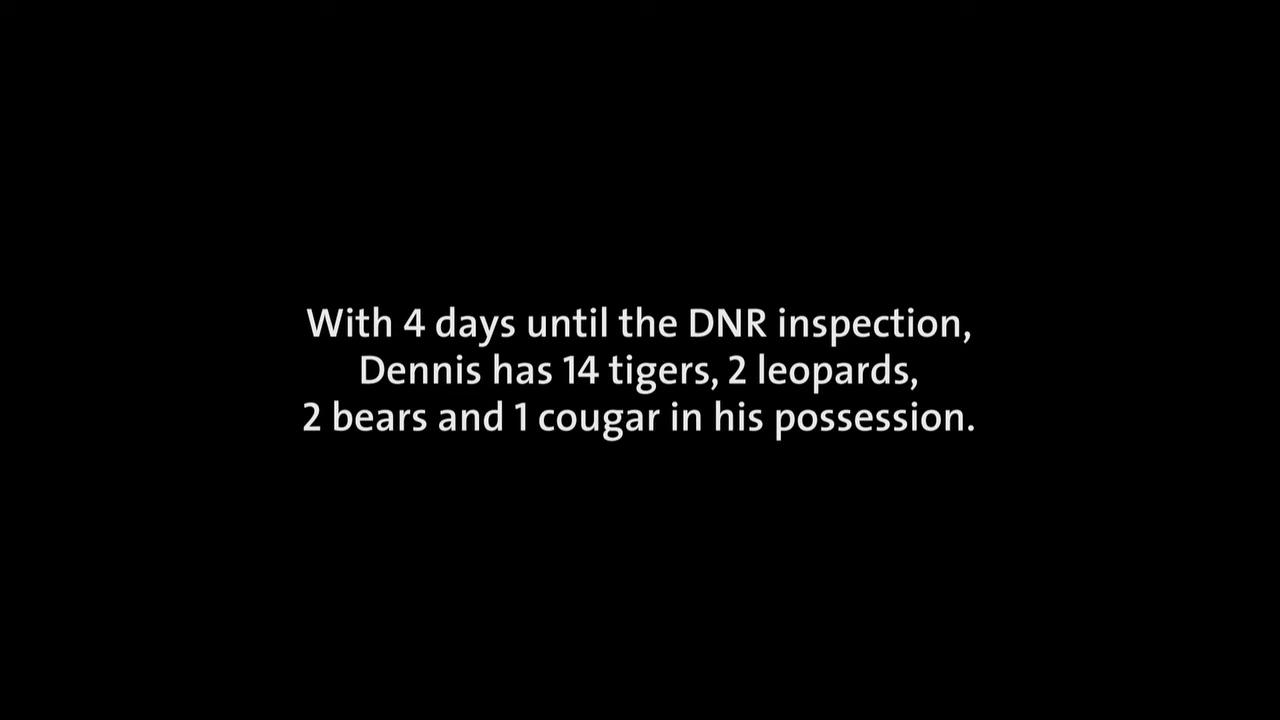 With 4 days until the DNR inspection,
Dennis has 14 tigers, 2 leopards,
2 bears and 1 cougar in his possession.